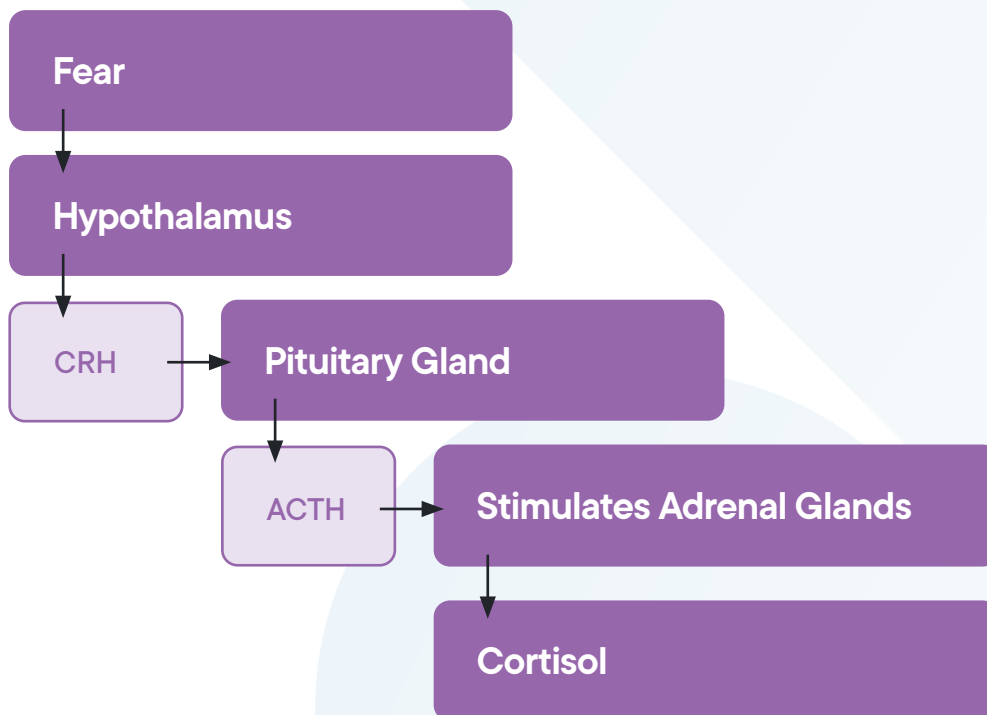 Fear
Hypothalamus
CRH
Pituitary Gland
ACTH
Stimulates Adrenal Glands
Cortisol